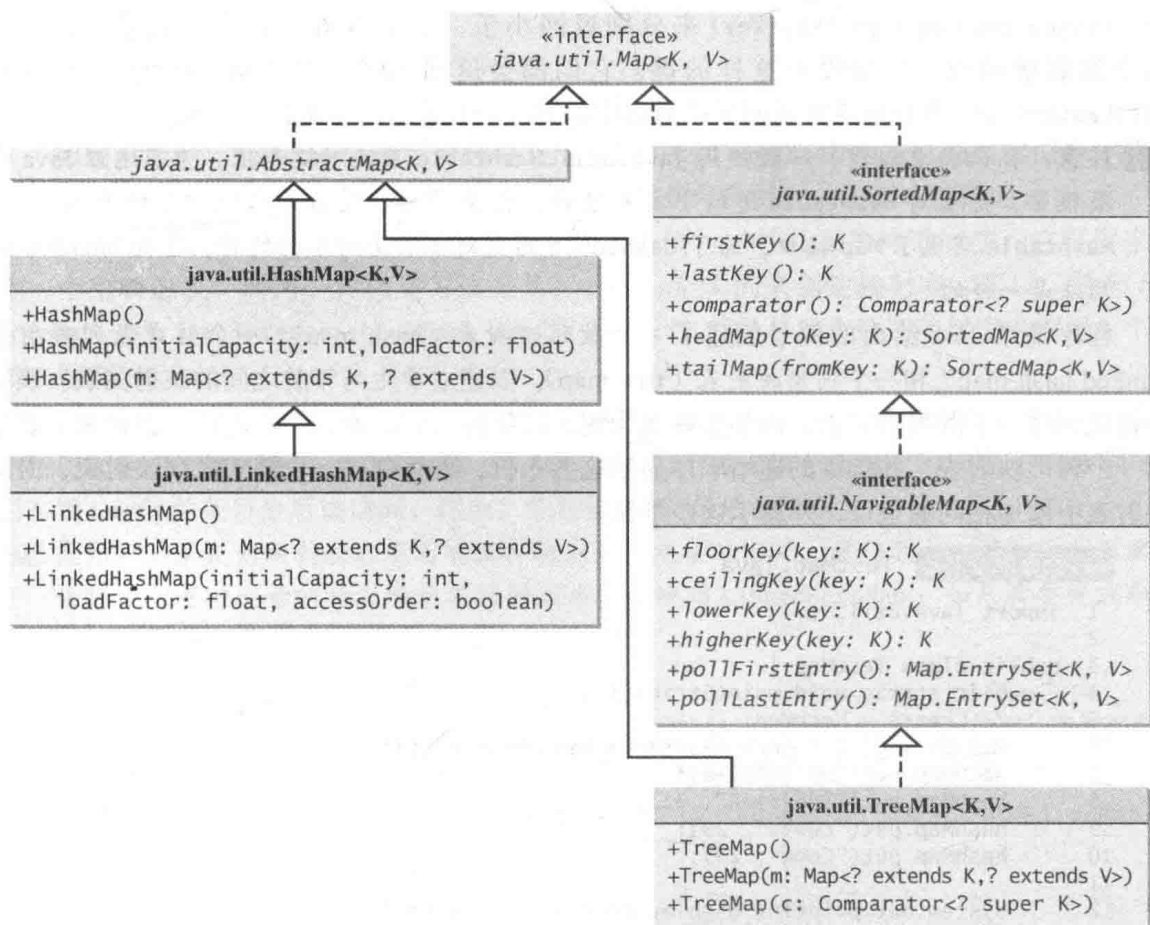 «interface»
java.util.Map<K, V>
java.util.AbstractMap<K,V>
«interface»
java.util.SortedMap<K,V>
+firstKey(): K
+lastKey(): K
+comparator(): Comparator<? super K>)
+headMap(toKey: K): SortedMap<K,V>
+tailMap(fromKey: K): SortedMap<K,V>
java.util.HashMap<K,V>
+HashMap()
+HashMap(initialCapacity: int,loadFactor: float)
+HashMap(m: Map<? extends K, ? extends V>)
java.util.LinkedHashMap<K,V>
+LinkedHashMap()
+LinkedHashMap(m: Map<? extends K,? extends V>)
+LinkedHashMap(initialCapacity: int,
loadFactor: float, accessOrder: boolean)
«interface»
java.util.NavigableMap<K, V>
+floorKey(key: K): K
+ceilingKey(key: K): K
+lowerKey(key: K): K
+higherKey(key: K): K
+pollFirstEntry(): Map.EntrySet<K, V>
+pollLastEntry(): Map.EntrySet<K, V>
java.util.TreeMap<K,V>
+TreeMap()
+TreeMap(m: Map<? extends K,? extends V>)
+TreeMap(c: Comparator<? super K>)